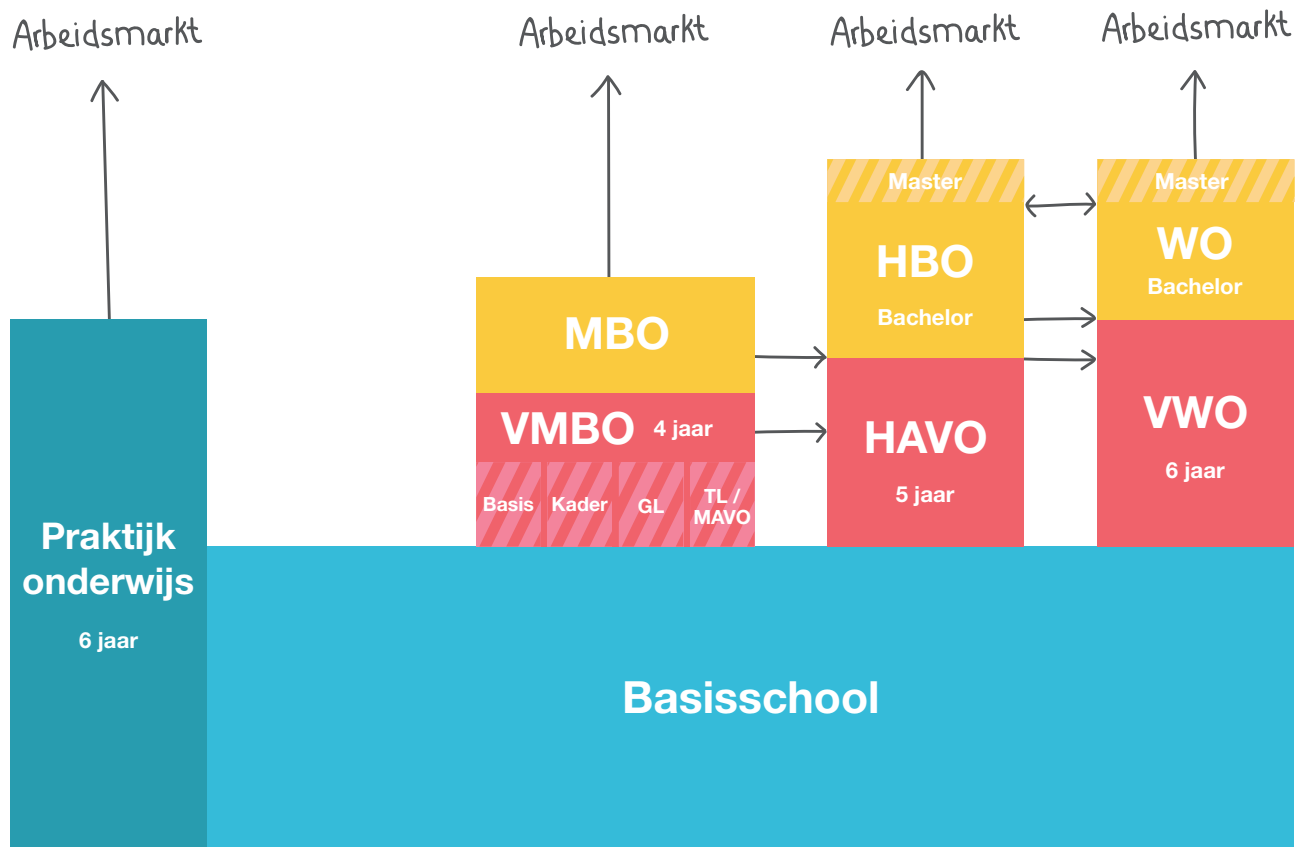 Arbeidsmarkt
Arbeidsmarkt
Arbeidsmarkt
Arbeidsmarkt
Master
Master
HBO
WO
Bachelor
Bachelor
MBO
VMBO 4 jaar
HAVO
VWO
5 jaar
6 jaar
Basis
Kader
GL
TL /
MAVO
Praktijk
onderwijs
6 jaar
Basisschool